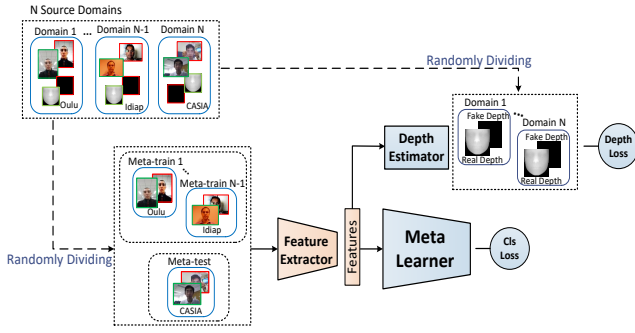 N Source Domains
Domain 1 ... Domain N-1 Domain N
Oulu
Idiap
CASIA
Randomly Dividing
Domain 1
Fake Depth
Real Depth
Domain N
Fake Depth
Real Depth
Depth
Loss
Depth
Estimator
Meta-train 1
Oulu
Meta-train N-1
Idiap
Randomly Dividing
Meta-test
CASIA
Feature
Extractor
Features
Meta
Learner
Cls
Loss